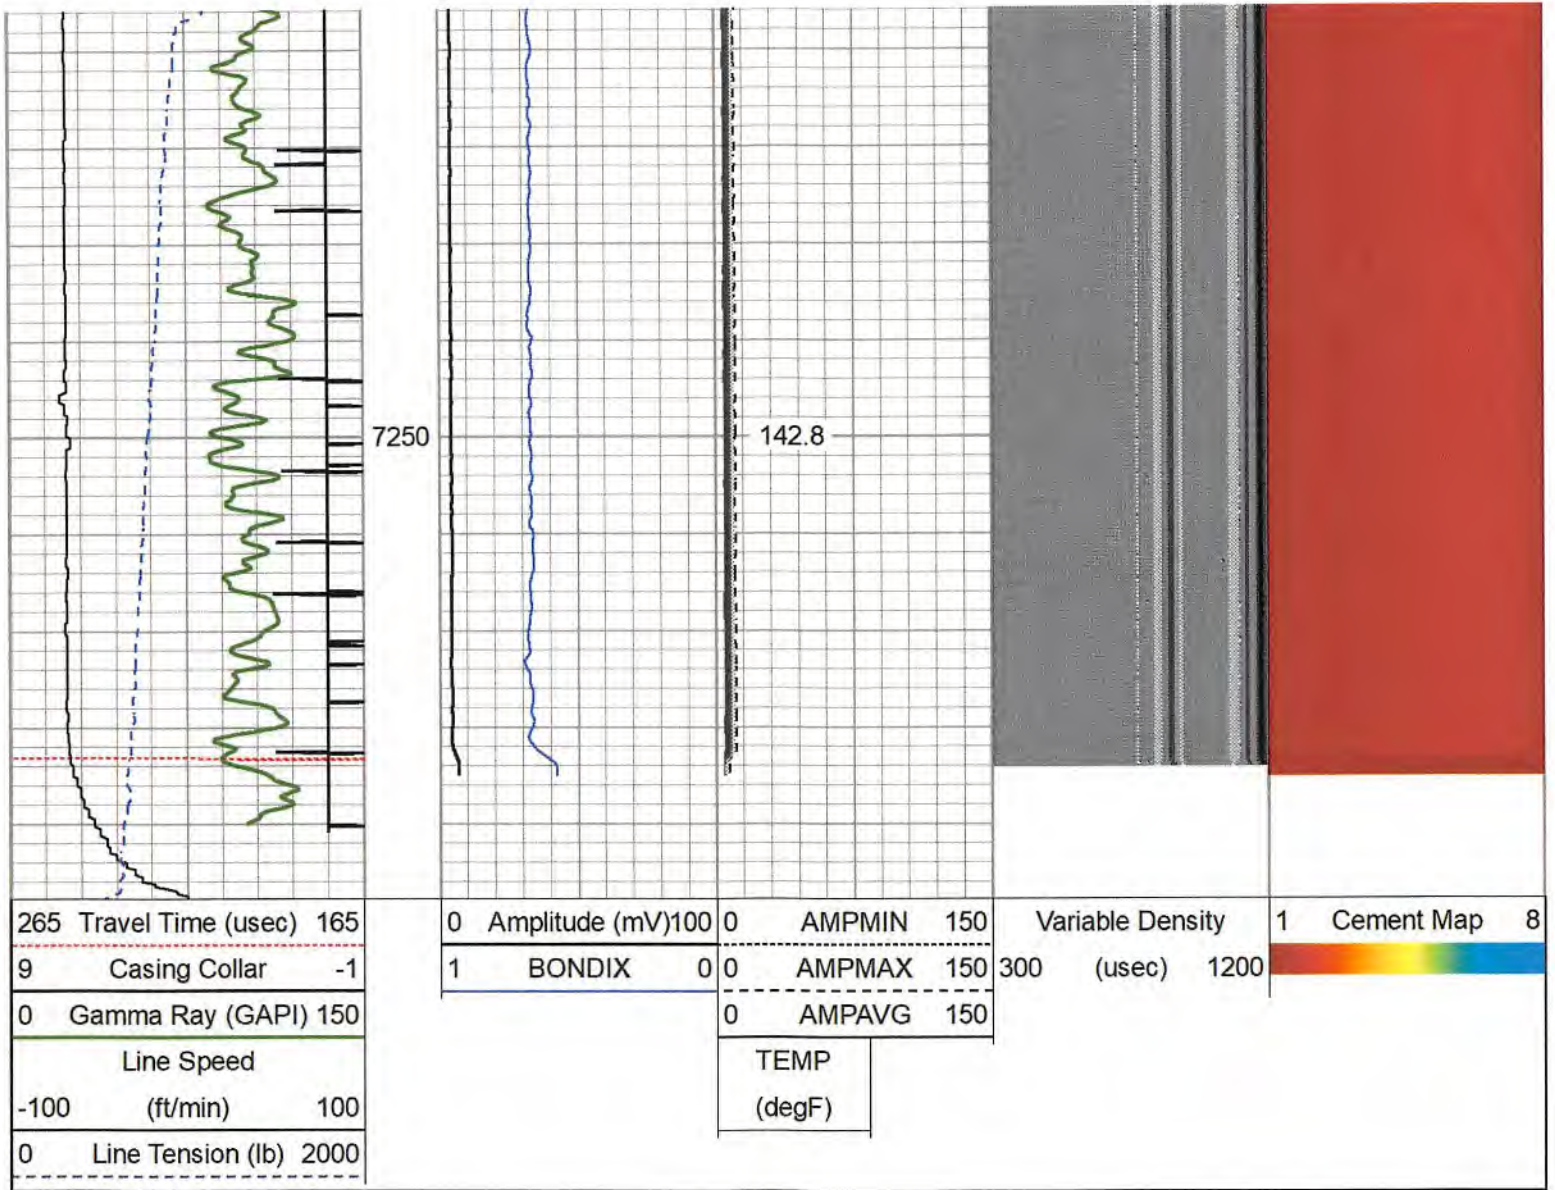 7250
142.8
265 Travel Time (usec) 165
9 Casing Collar -1
0 Gamma Ray (GAPI) 150
Line Speed
-100 (ft/min) 100
0 Line Tension (lb) 2000
0 Amplitude (mV)100
1 BONDIX 0
0 AMPMIN 150
0 AMPMAX 150
0 AMPAVG 150
TEMP
(degF)
Variable Density
300 (usec) 1200
1 Cement Map 8